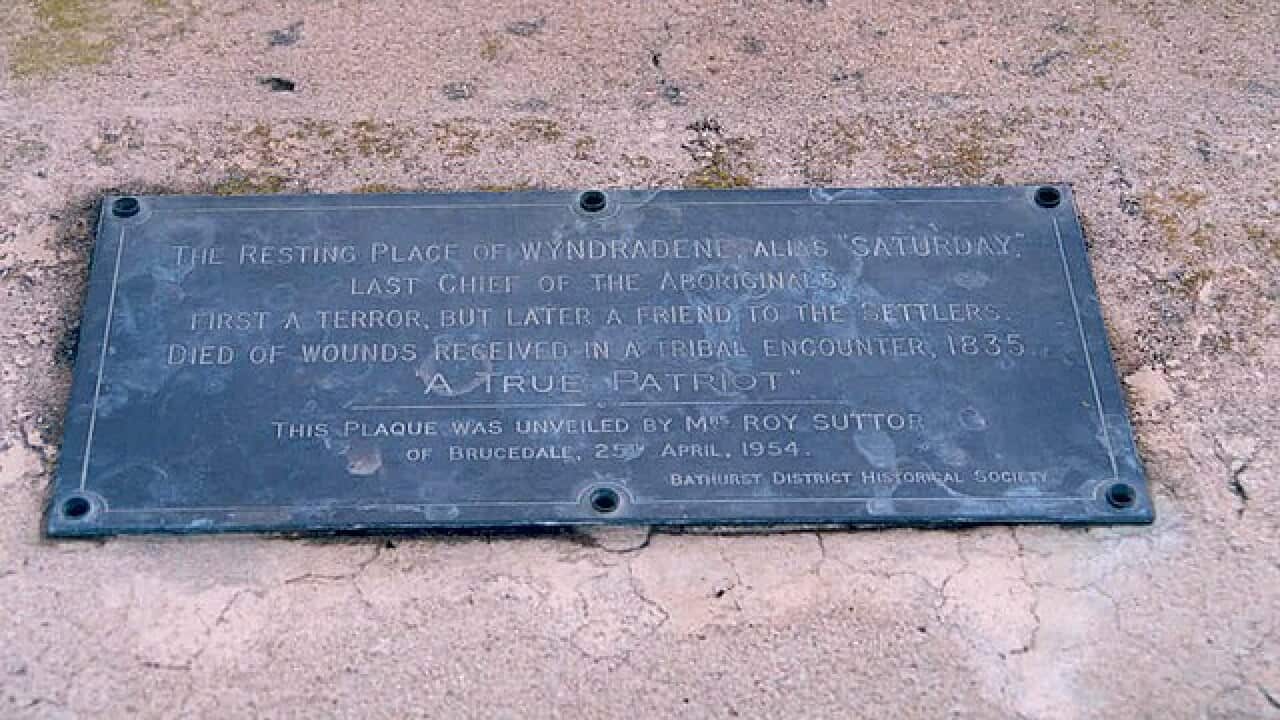 THE RESTING PLACE OF WYNDRADENE, ALIAS "SATURDAY",
LAST CHIEF OF THE ABORIGINALS
FIRST A TERROR, BUT LATER A FRIEND TO THE SETTLERS.
DIED OF WOUNDS RECEIVED IN A TRIBAL ENCOUNTER, 1835.
"A TRUE PATRIOT"
THIS PLAQUE WAS UNVEILED BY MRS ROY SUTTOR
OF BRUCEDALE, 25TH APRIL, 1954.
BATHURST DISTRICT HISTORICAL SOCIETY